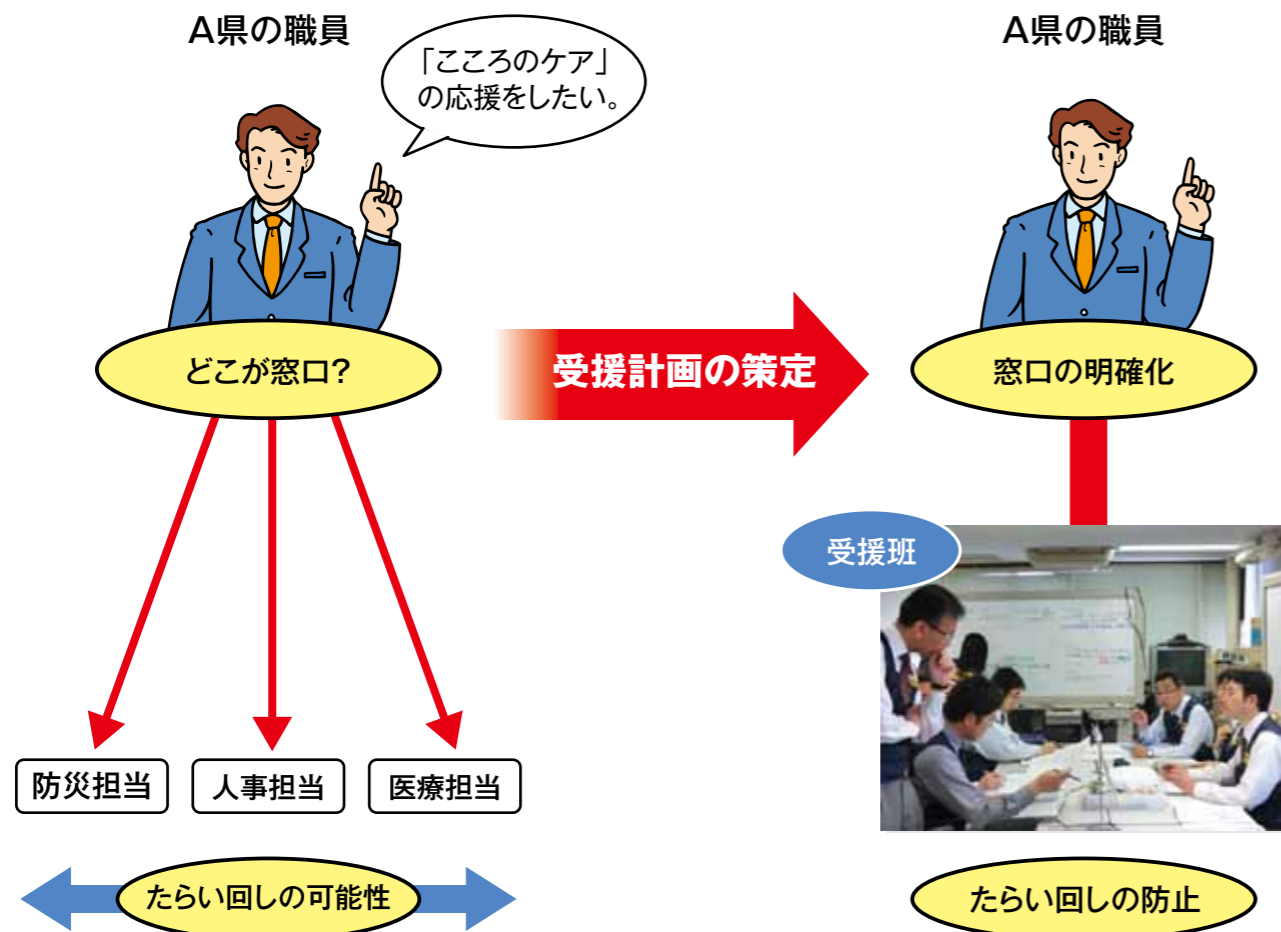 A県の職員
「こころのケア」
の応援をしたい。
どこが窓口?
防災担当
人事担当
医療担当
たらい回しの可能性
受援計画の策定
A県の職員
窓口の明確化
受援班
たらい回しの防止